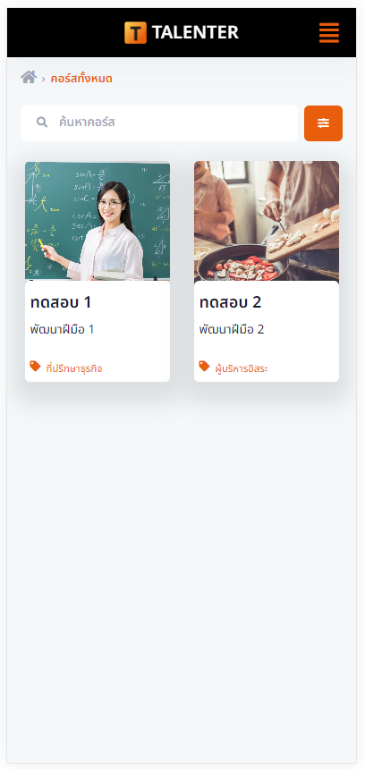 T TALENTER
› คอร์สทั้งหมด
ค้นหาคอร์ส
ทดสอบ 1
พัฒนาฝีมือ 1
ที่ปรึกษาธุรกิจ
ทดสอบ 2
พัฒนาฝีมือ 2
ผู้บริหารอิสระ